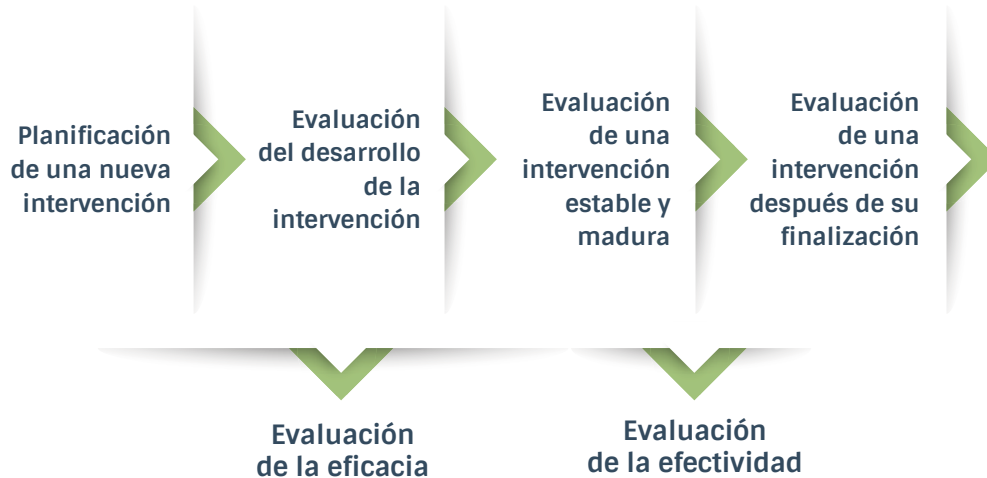 Planificación
de una nueva
intervención
Evaluación
del desarrollo
de la
intervención
Evaluación
de una
intervención
estable y
madura
Evaluación
de una
intervención
después de su
finalización
Evaluación
de la eficacia
Evaluación
de la efectividad